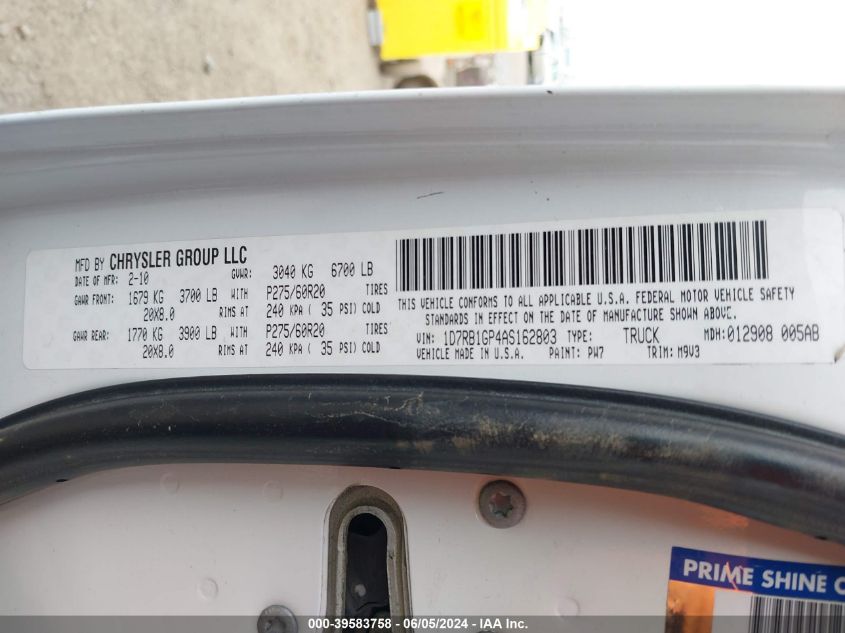 MFD BY CHRYSLER GROUP LLC
DATE OF MFR: 2-10 GVWR: 3040 KG 6700 LB
GAWR FRONT: 1679 KG 3700 LB WITH P275/60R20 TIRES
20X8.0 RIMS AT 240 KPA ( 35 PSI) COLD
GAWR REAR: 1770 KG 3900 LB WITH P275/60R20 TIRES
20X8.0 RIMS AT 240 KPA ( 35 PSI) COLD
THIS VEHICLE CONFORMS TO ALL APPLICABLE U.S.A. FEDERAL MOTOR VEHICLE SAFETY
STANDARDS IN EFFECT ON THE DATE OF MANUFACTURE SHOWN ABOVE.
VIN: 1D7RB1GP4AS162803 TYPE: TRUCK MDH: 012908 005AB
VEHICLE MADE IN U.S.A. PAINT: PW7 TRIM: M9V3
PRIME SHINE C
000-39583758 - 06/05/2024 - IAA Inc.